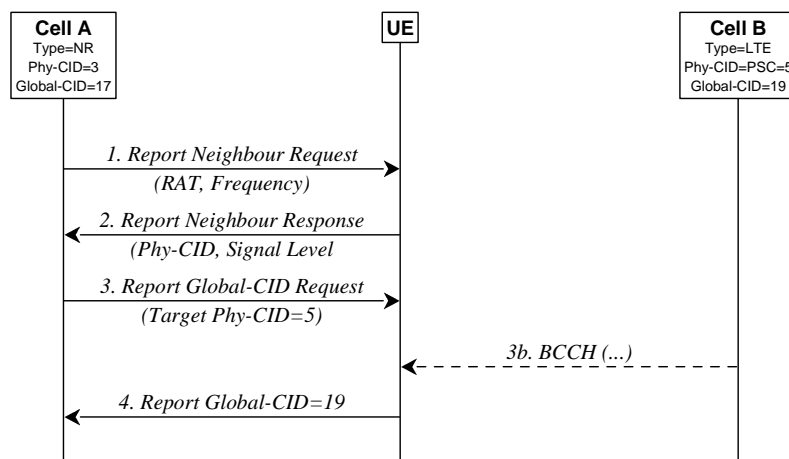 Cell A
Type=NR
Phy-CID=3
Global-CID=17
UE
Cell B
Type=LTE
Phy-CID=PSC=5
Global-CID=19
1. Report Neighbour Request
(RAT, Frequency)
2. Report Neighbour Response
(Phy-CID, Signal Level
3. Report Global-CID Request
(Target Phy-CID=5)
3b. BCCH (...)
4. Report Global-CID=19